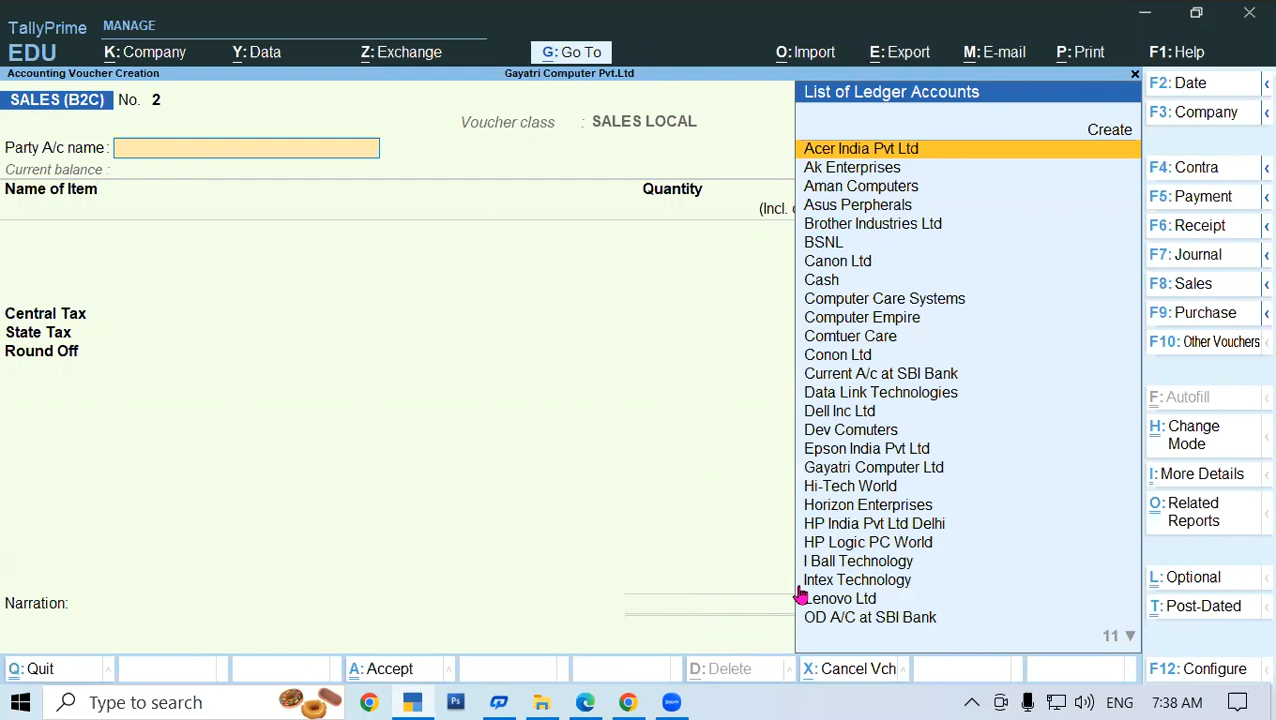 TallyPrime
MANAGE
EDU
K: Company
Y: Data
Z: Exchange
G: Go To
O: Import
E: Export
M: E-mail
P: Print
F1: Help
Accounting Voucher Creation
Gayatri Computer Pvt.Ltd
SALES (B2C) No. 2
Voucher class : SALES LOCAL
Party A/c name :
Current balance :
Name of Item
Quantity
(Incl.
Central Tax
State Tax
Round Off
Narration:
List of Ledger Accounts
Create
Acer India Pvt Ltd
Ak Enterprises
Aman Computers
Asus Perpherals
Brother Industries Ltd
BSNL
Canon Ltd
Cash
Computer Care Systems
Computer Empire
Comtuer Care
Conon Ltd
Current A/c at SBI Bank
Data Link Technologies
Dell Inc Ltd
Dev Comuters
Epson India Pvt Ltd
Gayatri Computer Ltd
Hi-Tech World
Horizon Enterprises
HP India Pvt Ltd Delhi
HP Logic PC World
I Ball Technology
Intex Technology
Lenovo Ltd
OD A/C at SBI Bank
11 ▼
F2: Date
F3: Company
F4: Contra
F5: Payment
F6: Receipt
F7: Journal
F8: Sales
F9: Purchase
F10: Other Vouchers
F: Autofill
H: Change
Mode
I: More Details
O: Related
Reports
L: Optional
T: Post-Dated
Q: Quit
A: Accept
D: Delete
X: Cancel Vch
F12: Configure
Type to search
Ps
ENG
7:38 AM